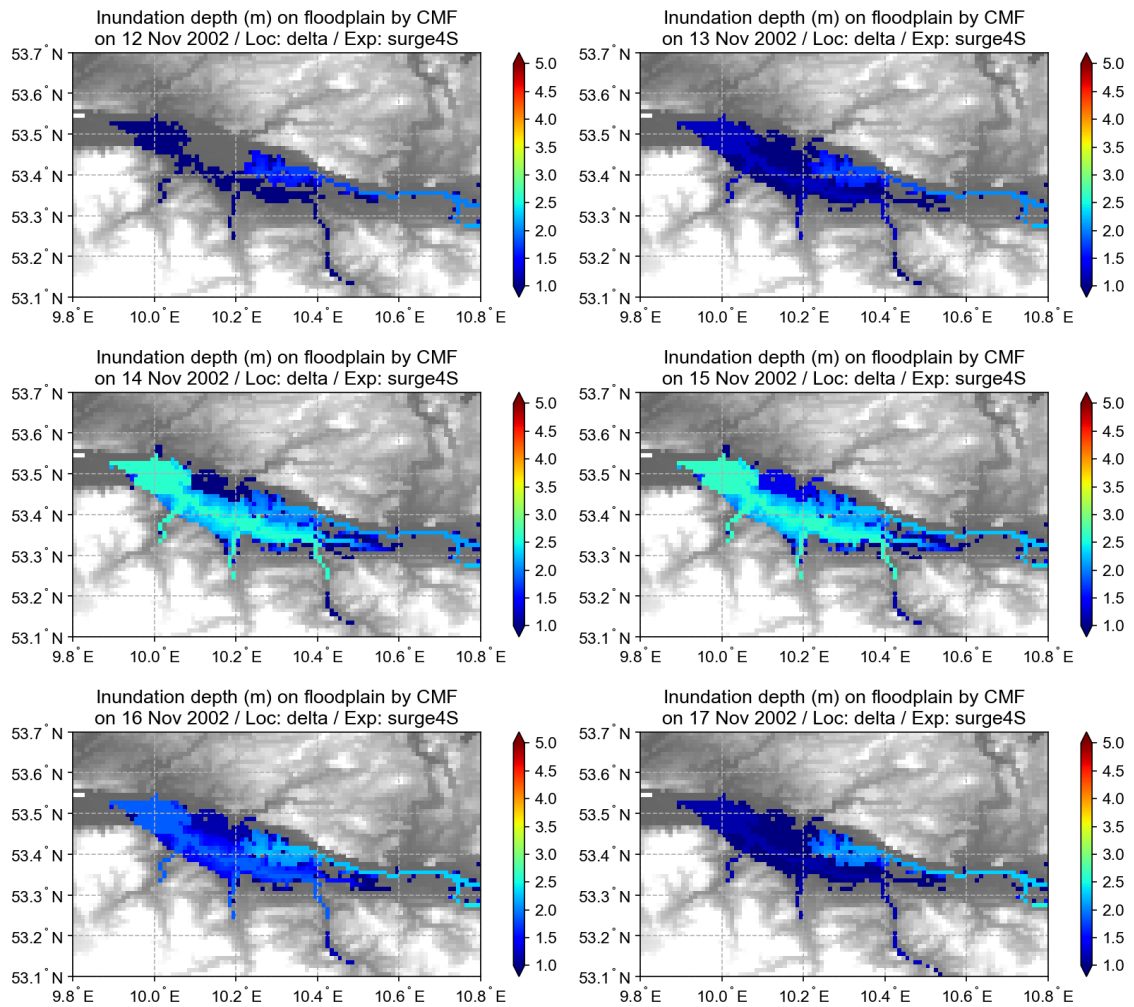 Inundation depth (m) on floodplain by CMF
on 12 Nov 2002 / Loc: delta / Exp: surge4S
53.7° N
53.6° N
53.5° N
53.4° N
53.3° N
53.2° N
53.1° N
9.8° E 10.0° E 10.2° E 10.4° E 10.6° E 10.8° E
5.0
4.5
4.0
3.5
3.0
2.5
2.0
1.5
1.0
Inundation depth (m) on floodplain by CMF
on 13 Nov 2002 / Loc: delta / Exp: surge4S
53.7° N
53.6° N
53.5° N
53.4° N
53.3° N
53.2° N
53.1° N
9.8° E 10.0° E 10.2° E 10.4° E 10.6° E 10.8° E
5.0
4.5
4.0
3.5
3.0
2.5
2.0
1.5
1.0
Inundation depth (m) on floodplain by CMF
on 14 Nov 2002 / Loc: delta / Exp: surge4S
53.7° N
53.6° N
53.5° N
53.4° N
53.3° N
53.2° N
53.1° N
9.8° E 10.0° E 10.2° E 10.4° E 10.6° E 10.8° E
5.0
4.5
4.0
3.5
3.0
2.5
2.0
1.5
1.0
Inundation depth (m) on floodplain by CMF
on 15 Nov 2002 / Loc: delta / Exp: surge4S
53.7° N
53.6° N
53.5° N
53.4° N
53.3° N
53.2° N
53.1° N
9.8° E 10.0° E 10.2° E 10.4° E 10.6° E 10.8° E
5.0
4.5
4.0
3.5
3.0
2.5
2.0
1.5
1.0
Inundation depth (m) on floodplain by CMF
on 16 Nov 2002 / Loc: delta / Exp: surge4S
53.7° N
53.6° N
53.5° N
53.4° N
53.3° N
53.2° N
53.1° N
9.8° E 10.0° E 10.2° E 10.4° E 10.6° E 10.8° E
5.0
4.5
4.0
3.5
3.0
2.5
2.0
1.5
1.0
Inundation depth (m) on floodplain by CMF
on 17 Nov 2002 / Loc: delta / Exp: surge4S
53.7° N
53.6° N
53.5° N
53.4° N
53.3° N
53.2° N
53.1° N
9.8° E 10.0° E 10.2° E 10.4° E 10.6° E 10.8° E
5.0
4.5
4.0
3.5
3.0
2.5
2.0
1.5
1.0